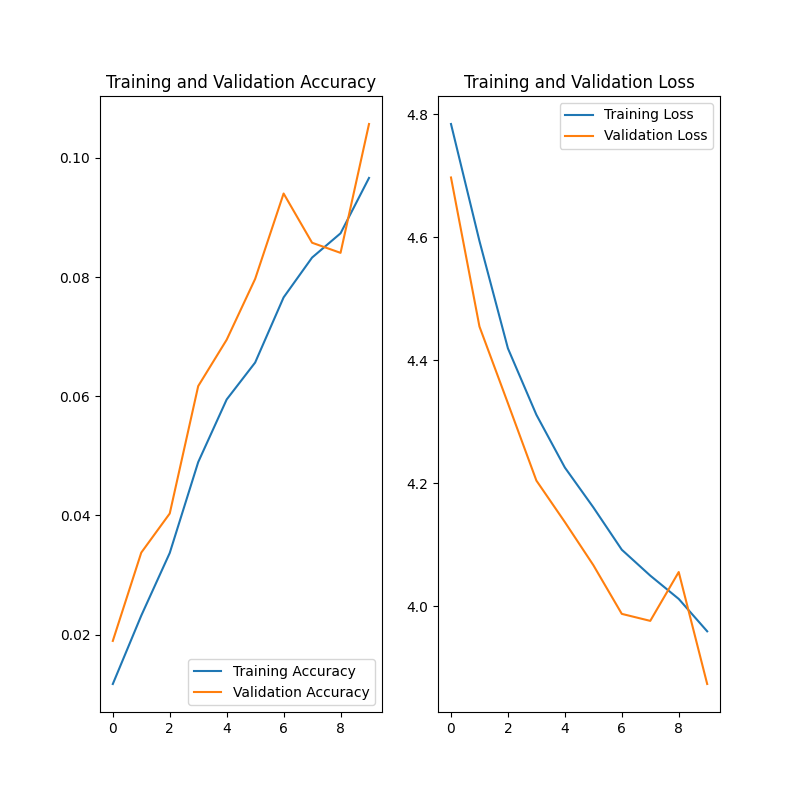 Training and Validation Accuracy
0.10
0.08
0.06
0.04
0.02
0 2 4 6 8
Training Accuracy
Validation Accuracy
Training and Validation Loss
4.8
4.6
4.4
4.2
4.0
0 2 4 6 8
Training Loss
Validation Loss